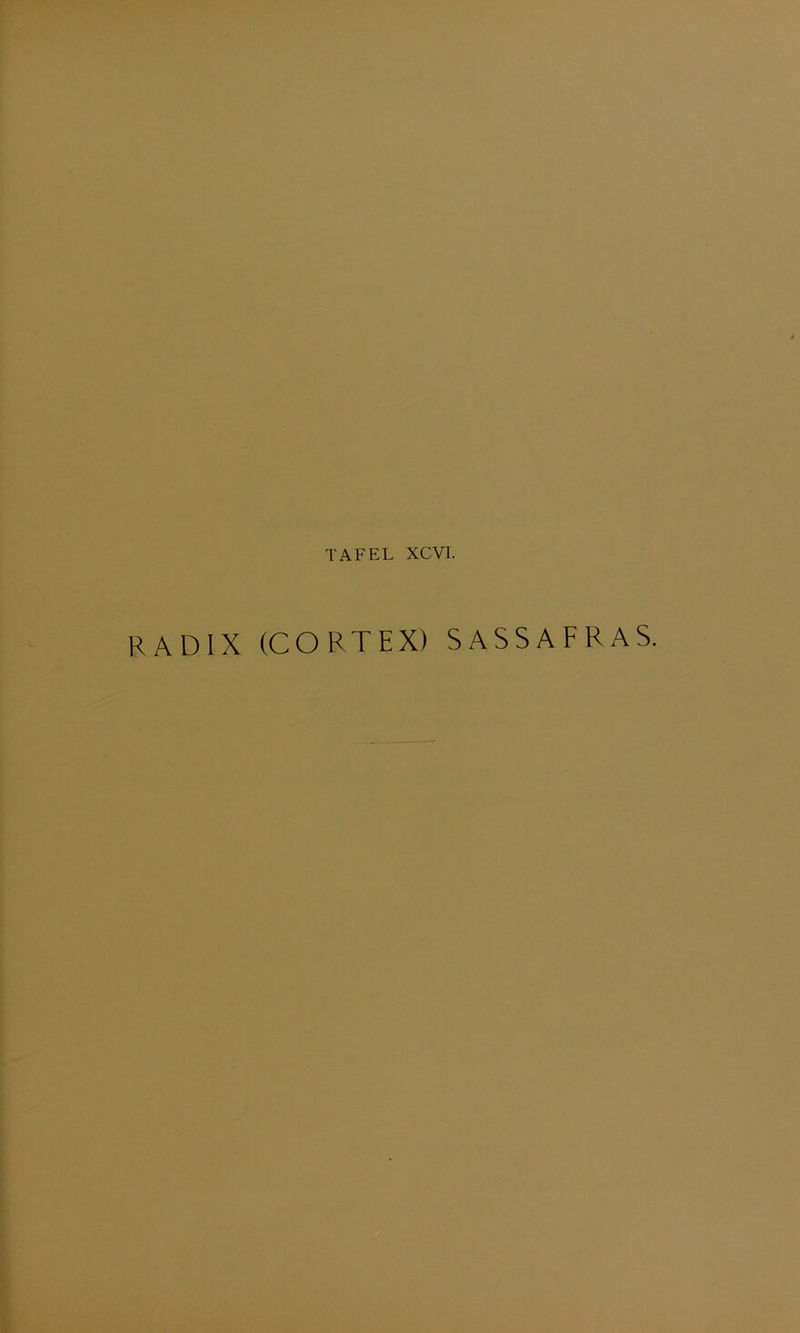 TAFEL XCVI.
RADIX (CORTEX) SASSAFRAS.